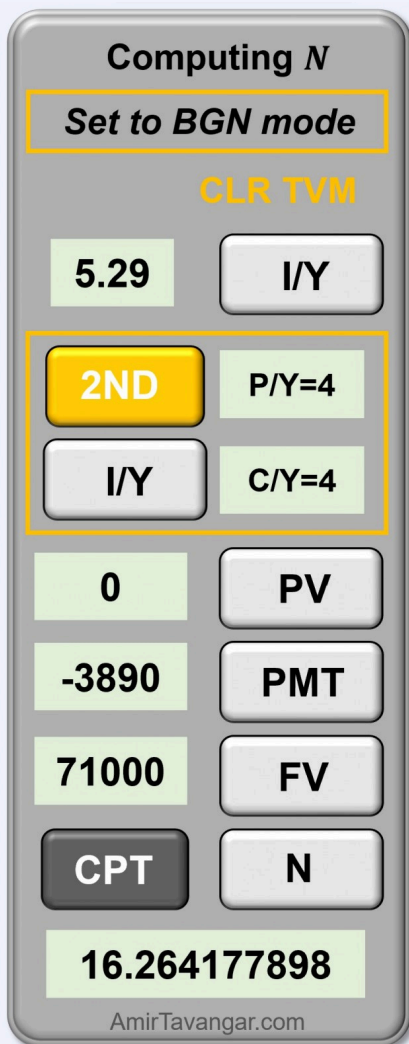 Computing N
Set to BGN mode
CLR TVM
5.29 I/Y
2ND P/Y=4
I/Y C/Y=4
0 PV
-3890 PMT
71000 FV
CPT N
16.264177898
AmirTavangar.com